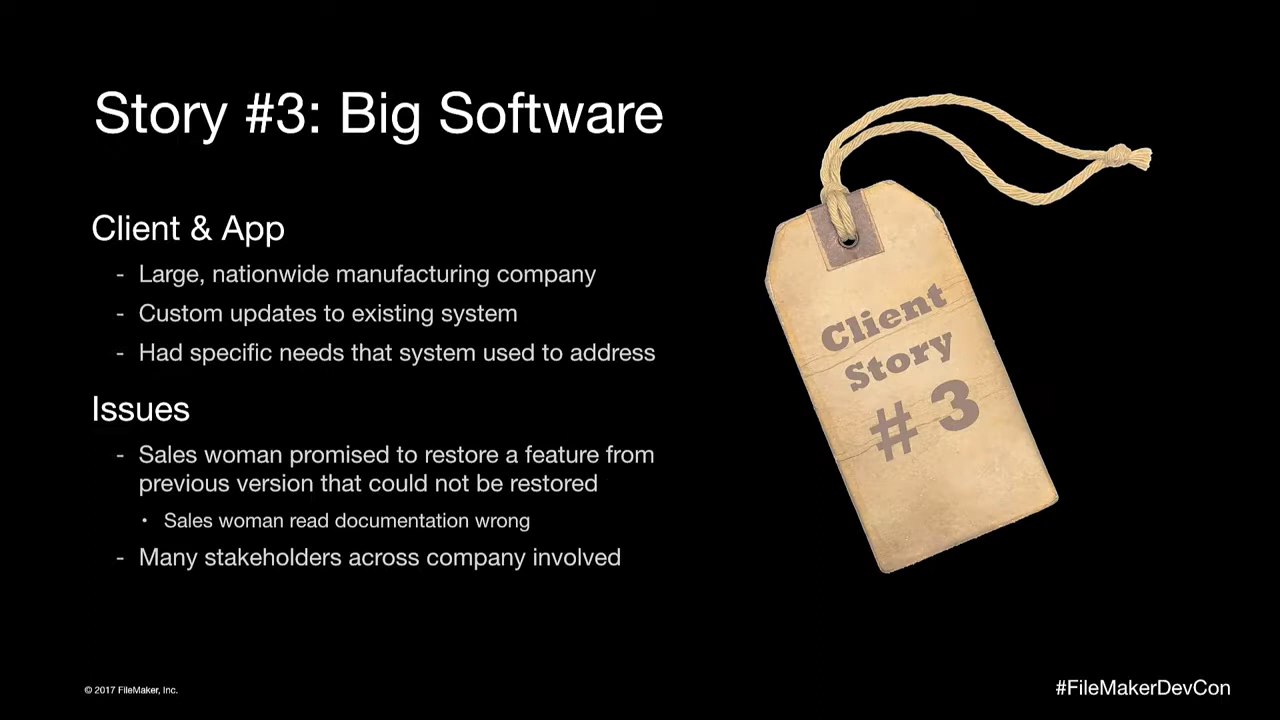 Story #3: Big Software
Client & App
- Large, nationwide manufacturing company
- Custom updates to existing system
- Had specific needs that system used to address
Issues
- Sales woman promised to restore a feature from
previous version that could not be restored
• Sales woman read documentation wrong
- Many stakeholders across company involved
Client
Story
# 3
© 2017 FileMaker, Inc.
#FileMakerDevCon